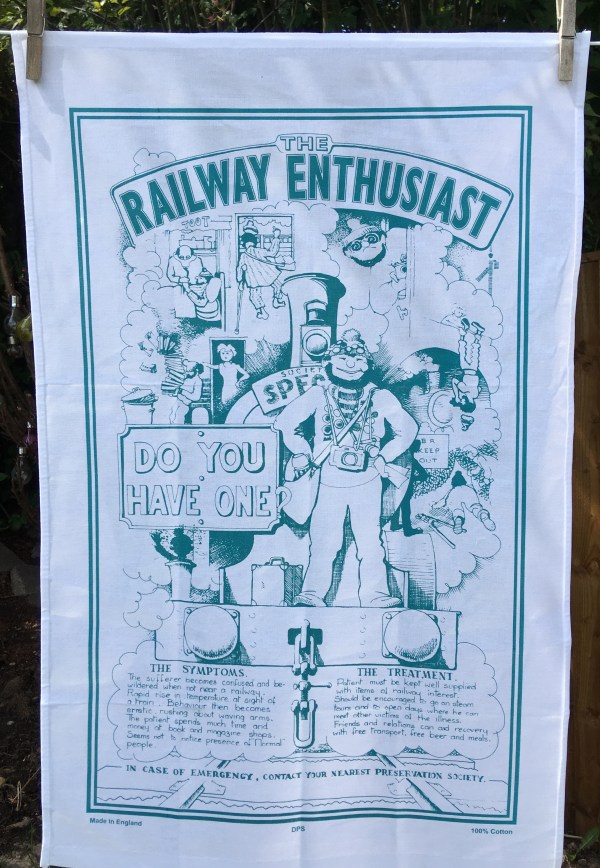 THE
RAILWAY ENTHUSIAST
TOOT
SOCIET
SPEC
DO YOU
HAVE ONE?
B R
KEEP
OUT
THE SYMPTOMS.
The sufferer becomes confused and be-
wildered when not near a railway.
Rapid rise in temperature at sight of
a train. . Behaviour then becomes
erratic, rushing about waving arms.
The patient spends much time and
money at book and magazine shops.
Seems not to notice presence of "normal"
people.
THE TREATMENT.
Patient must be kept well supplied
with items of railway interest.
Should be encouraged to go on steam
tours and to open days where he can
meet other victims of the illness.
Friends and relations can aid recovery
with free transport, free beer and meals.
IN CASE OF EMERGENCY, CONTACT YOUR NEAREST PRESERVATION SOCIETY.
Made in England
DPS
100% Cotton